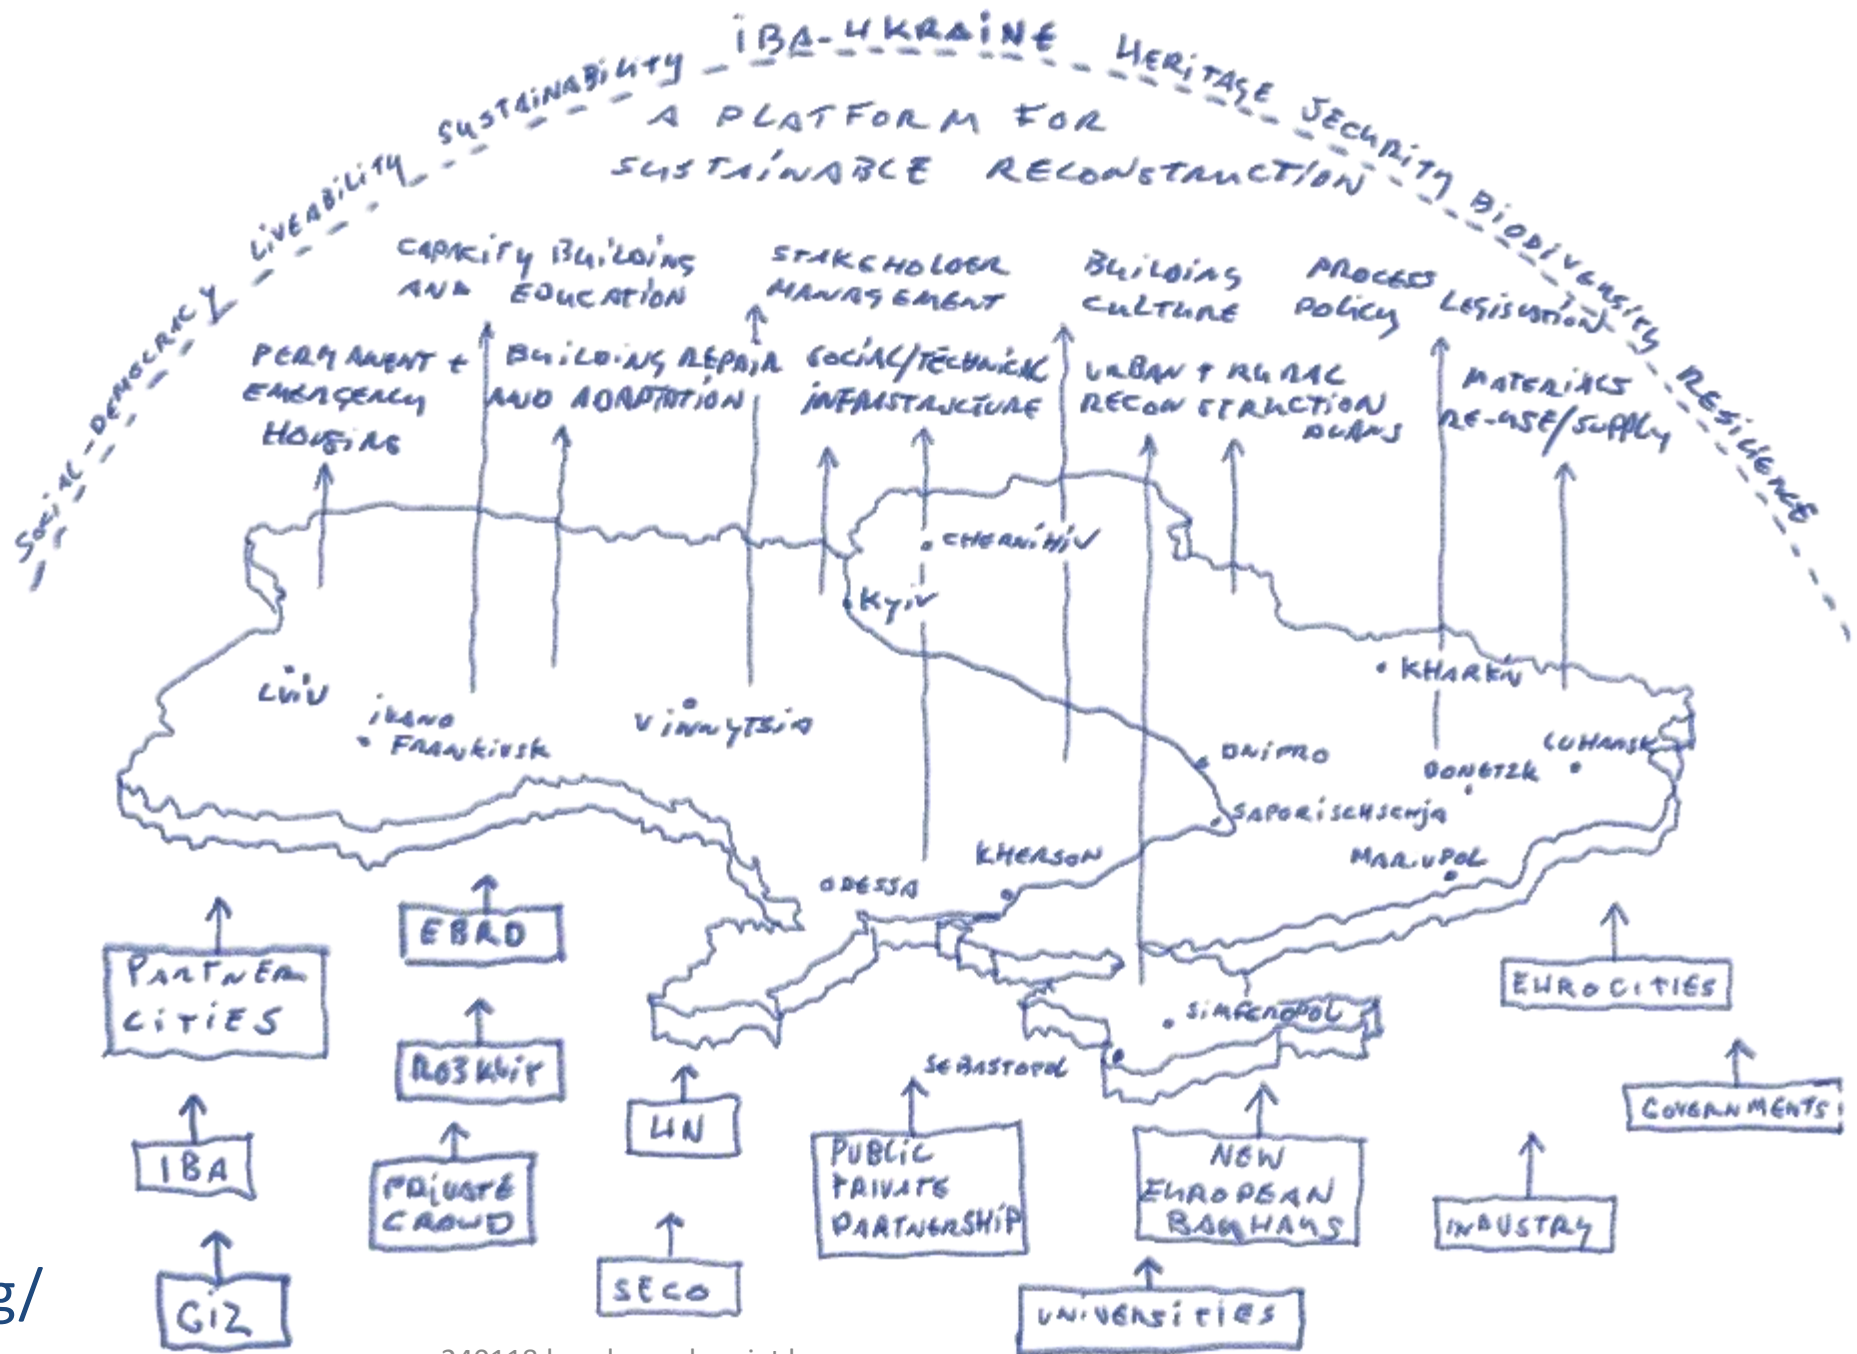 IBA-UKRAINE
SOCIAL-DEMOCRACY LIVEABILITY SUSTAINABILITY HERITAGE SECURITY BIODIVERSITY RESILIENCE
A PLATFORM FOR
SUSTAINABLE RECONSTRUCTION
CAPACITY BUILDING
AND EDUCATION
STAKEHOLDER
MANAGEMENT
BUILDING
CULTURE
PROCESS
POLICY
LEGISLATION
PERMANENT +
EMERGENCY
HOUSING
BUILDING REPAIR
AND ADAPTATION
SOCIAL/TECHNICAL
INFRASTRUCTURE
URBAN + RURAL
RECONSTRUCTION
PLANS
MATERIALS
RE-USE/SUPPLY
CHERNIHIV
KYIV
LVIV
IVANO
FRANKIVSK
VINNYTSIA
KHARKIV
DNIPRO
LUHANSK
DONETZK
SAPORISCHSCHJA
MARIUPOL
KHERSON
ODESSA
SIMFEROPOL
SEBASTOPOL
PARTNER
CITIES
EBRD
EUROCITIES
ROZKVIT
UN
GOVERNMENTS
IBA
PRIVATE
CROWD
PUBLIC
PRIVATE
PARTNERSHIP
NEW
EUROPEAN
BAUHAUS
INDUSTRY
GIZ
SECO
UNIVERSITIES
g/